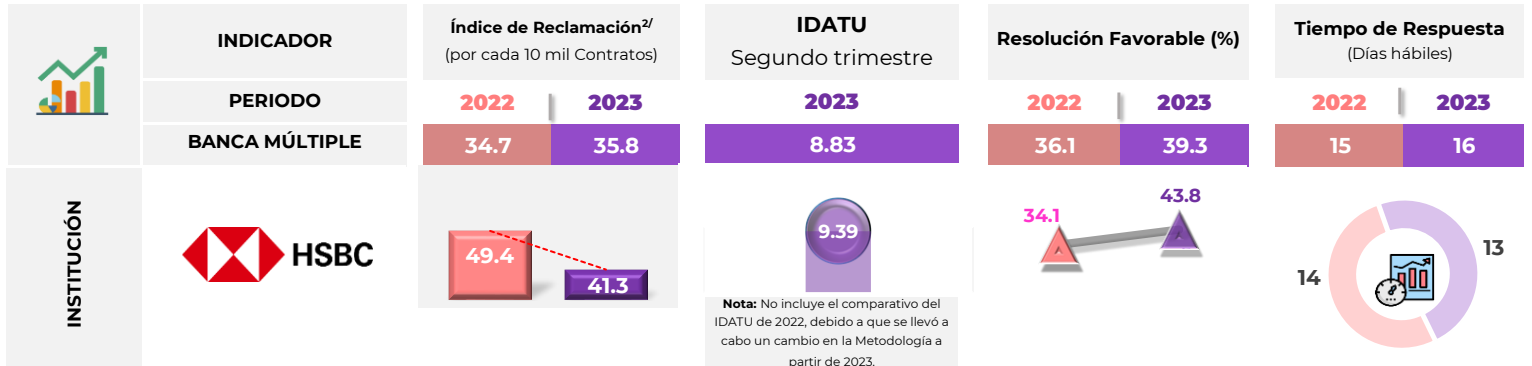 INDICADOR
Índice de Reclamación2/
(por cada 10 mil Contratos)
IDATU
Segundo trimestre
Resolución Favorable (%)
Tiempo de Respuesta
(Días hábiles)
PERIODO
2022
2023
2023
2022
2023
2022
2023
BANCA MÚLTIPLE
34.7
35.8
8.83
36.1
39.3
15
16
INSTITUCIÓN
HSBC
49.4
41.3
9.39
Nota: No incluye el comparativo del
IDATU de 2022, debido a que se llevó a
cabo un cambio en la Metodología a
partir de 2023.
34.1
43.8
14
13